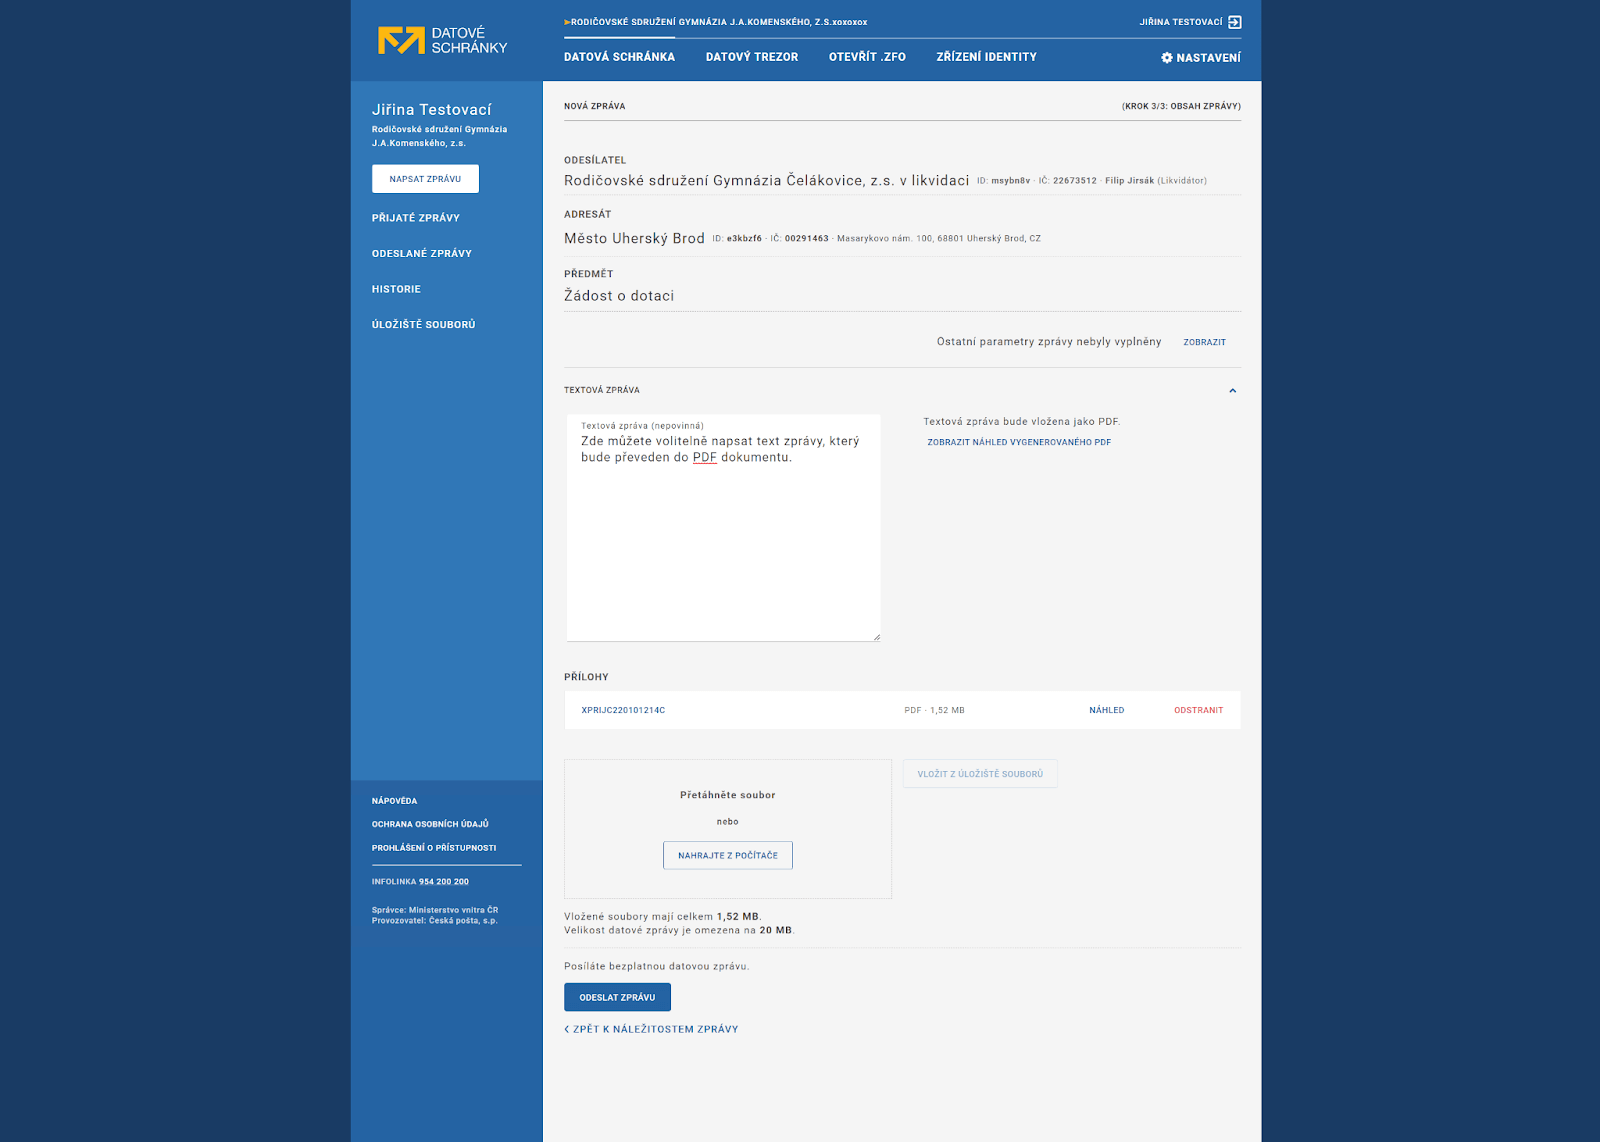 DATOVÉ
SCHRÁNKY
RODIČOVSKÉ SDRUŽENÍ GYMNÁZIA J.A.KOMENSKÉHO, Z.S.xoxoxox
JIŘINA TESTOVACÍ
DATOVÁ SCHRÁNKA DATOVÝ TREZOR OTEVŘÍT .ZFO ZŘÍZENÍ IDENTITY NASTAVENÍ
Jiřina Testovací
Rodičovské sdružení Gymnázia
J.A.Komenského, z.s.
NAPSAT ZPRÁVU
PŘIJATÉ ZPRÁVY
ODESLANÉ ZPRÁVY
HISTORIE
ÚLOŽIŠTĚ SOUBORŮ
NÁPOVĚDA
OCHRANA OSOBNÍCH ÚDAJŮ
PROHLÁŠENÍ O PŘÍSTUPNOSTI
INFOLINKA 954 200 200
Správce: Ministerstvo vnitra ČR
Provozovatel: Česká pošta, s.p.
NOVÁ ZPRÁVA (KROK 3/3: OBSAH ZPRÁVY)
ODESÍLATEL
Rodičovské sdružení Gymnázia Čelákovice, z.s. v likvidaci ID: msybn8v · IČ: 22673512 · Filip Jirsák (Likvidátor)
ADRESÁT
Město Uherský Brod ID: e3kbzf6 · IČ: 00291463 · Masarykovo nám. 100, 68801 Uherský Brod, CZ
PŘEDMĚT
Žádost o dotaci
Ostatní parametry zprávy nebyly vyplněny ZOBRAZIT
TEXTOVÁ ZPRÁVA
Textová zpráva (nepovinná)
Zde můžete volitelně napsat text zprávy, který
bude převeden do PDF dokumentu.
Textová zpráva bude vložena jako PDF.
ZOBRAZIT NÁHLED VYGENEROVANÉHO PDF
PŘÍLOHY
XPRIJC220101214C PDF · 1,52 MB NÁHLED ODSTRANIT
Přetáhněte soubor
nebo
NAHRAJTE Z POČÍTAČE
VLOŽIT Z ÚLOŽIŠTĚ SOUBORŮ
Vložené soubory mají celkem 1,52 MB.
Velikost datové zprávy je omezena na 20 MB.
Posíláte bezplatnou datovou zprávu.
ODESLAT ZPRÁVU
ZPĚT K NÁLEŽITOSTEM ZPRÁVY